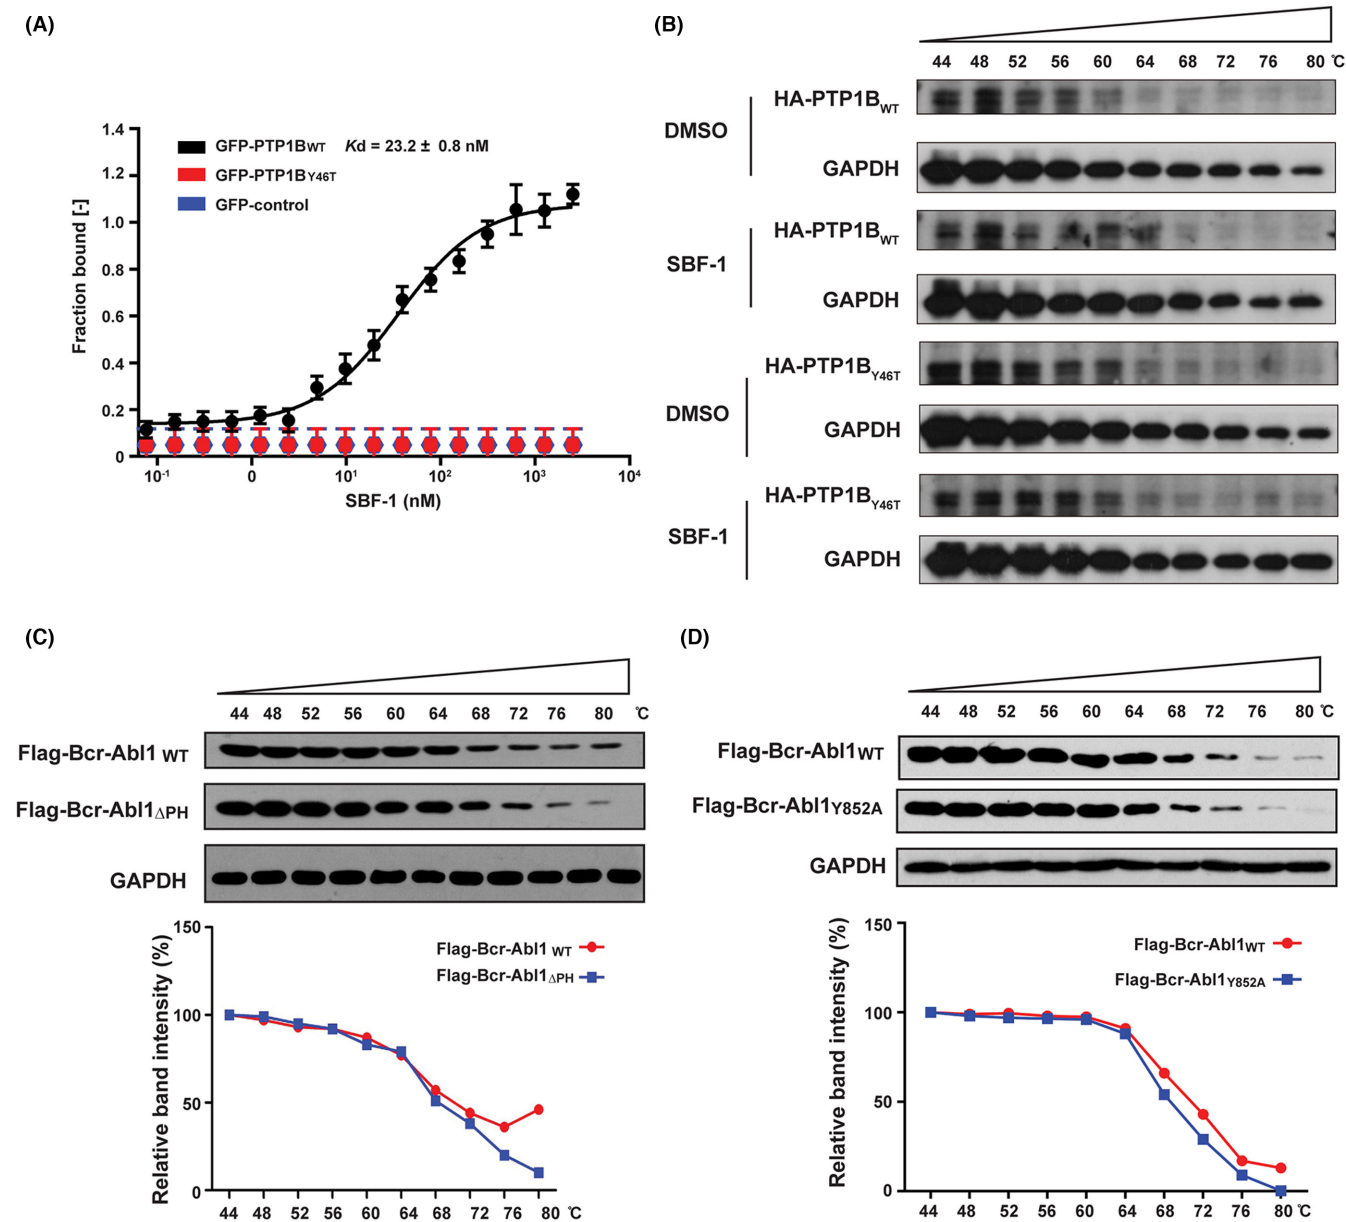 (A)
1.4
1.2
1.0
0.8
0.6
0.4
0.2
0
Fraction bound [-]
GFP-PTP1BWT Kd = 23.2 ± 0.8 nM
GFP-PTP1BY46T
GFP-control
10⁻¹ 0 10¹ 10² 10³ 10⁴
SBF-1 (nM)
(B)
44 48 52 56 60 64 68 72 76 80 ℃
DMSO
HA-PTP1BWT
GAPDH
SBF-1
HA-PTP1BWT
GAPDH
DMSO
HA-PTP1BY46T
GAPDH
SBF-1
HA-PTP1BY46T
GAPDH
(C)
44 48 52 56 60 64 68 72 76 80 ℃
Flag-Bcr-Abl1 WT
Flag-Bcr-Abl1ΔPH
GAPDH
150
100
50
0
Relative band intensity (%)
Flag-Bcr-Abl1 WT
Flag-Bcr-Abl1ΔPH
44 48 52 56 60 64 68 72 76 80 ℃
(D)
44 48 52 56 60 64 68 72 76 80 ℃
Flag-Bcr-Abl1WT
Flag-Bcr-Abl1Y852A
GAPDH
150
100
50
0
Relative band intensity (%)
Flag-Bcr-Abl1WT
Flag-Bcr-Abl1Y852A
44 48 52 56 60 64 68 72 76 80 ℃